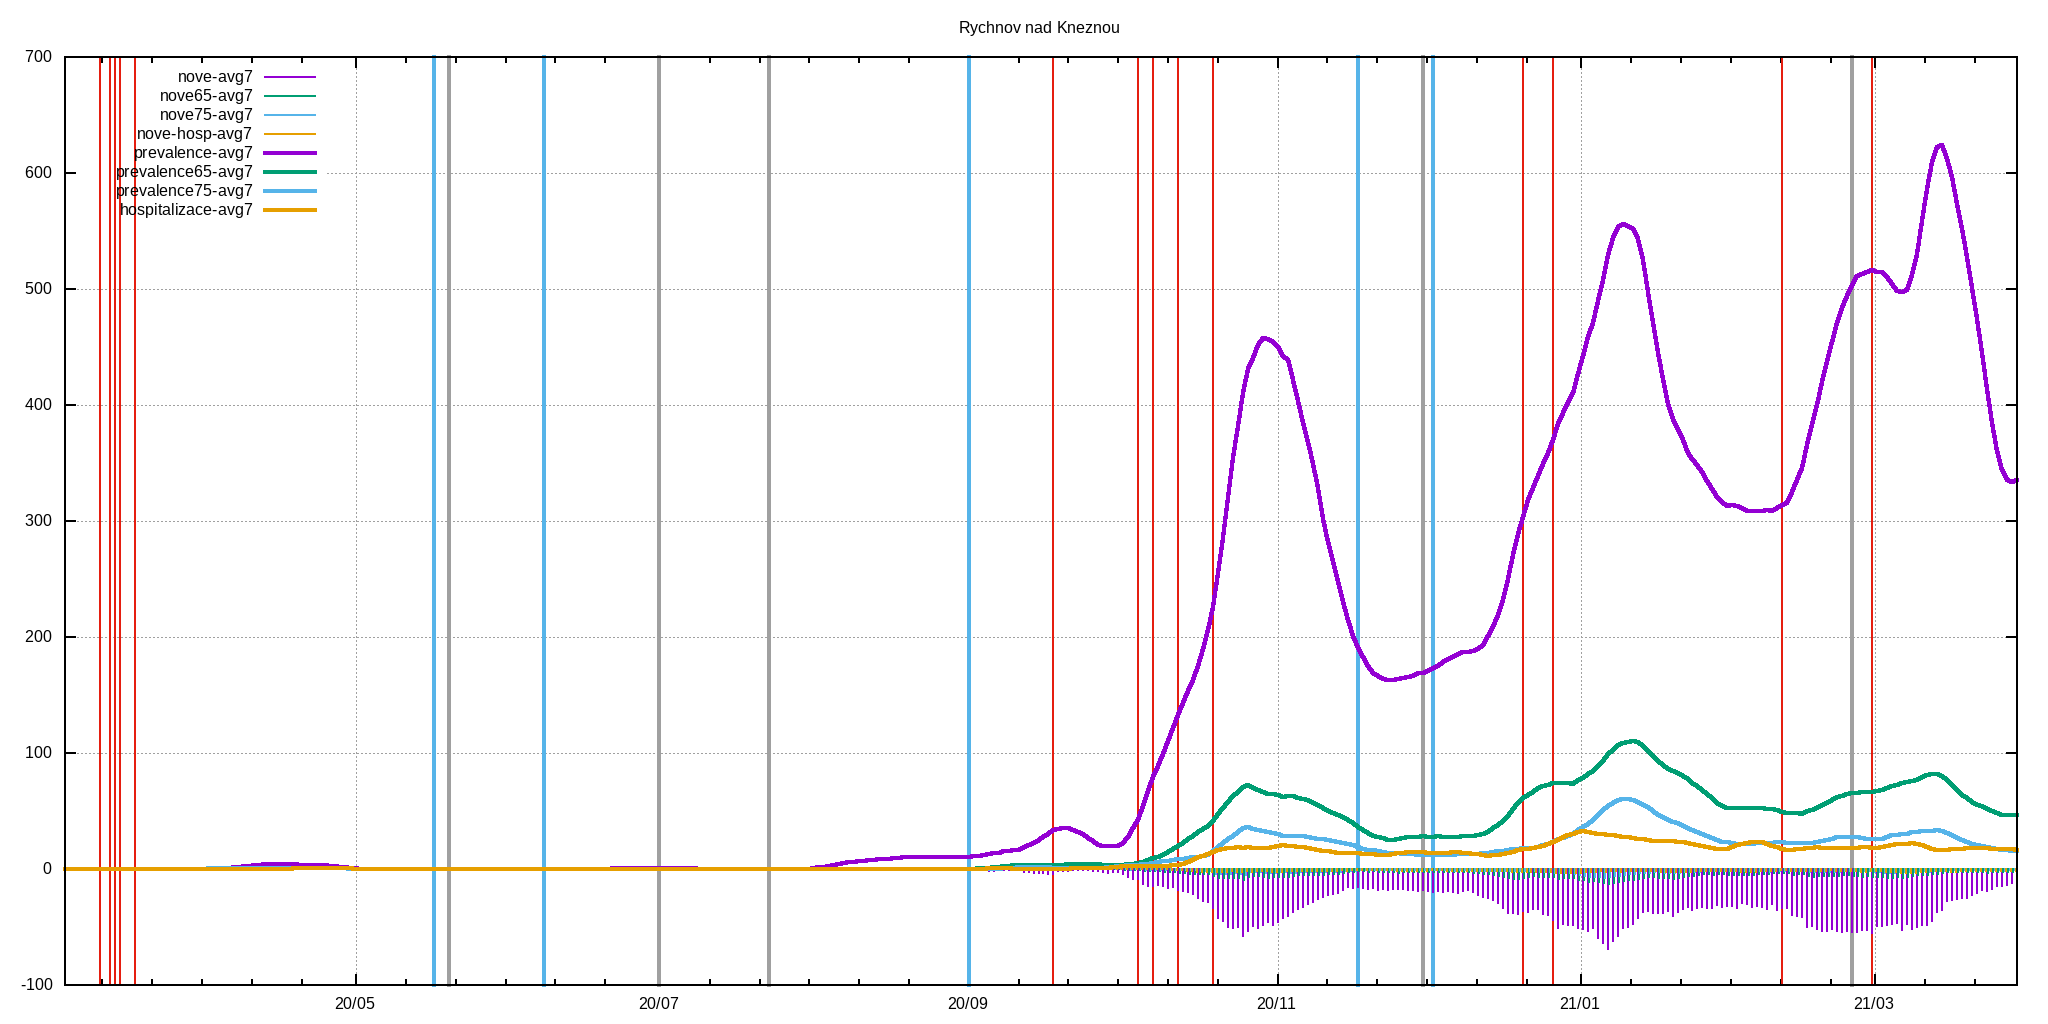 Rychnov nad Kneznou
700
600
500
400
300
200
100
0
-100
nove-avg7
nove65-avg7
nove75-avg7
nove-hosp-avg7
prevalence-avg7
prevalence65-avg7
prevalence75-avg7
hospitalizace-avg7
20/05
20/07
20/09
20/11
21/01
21/03